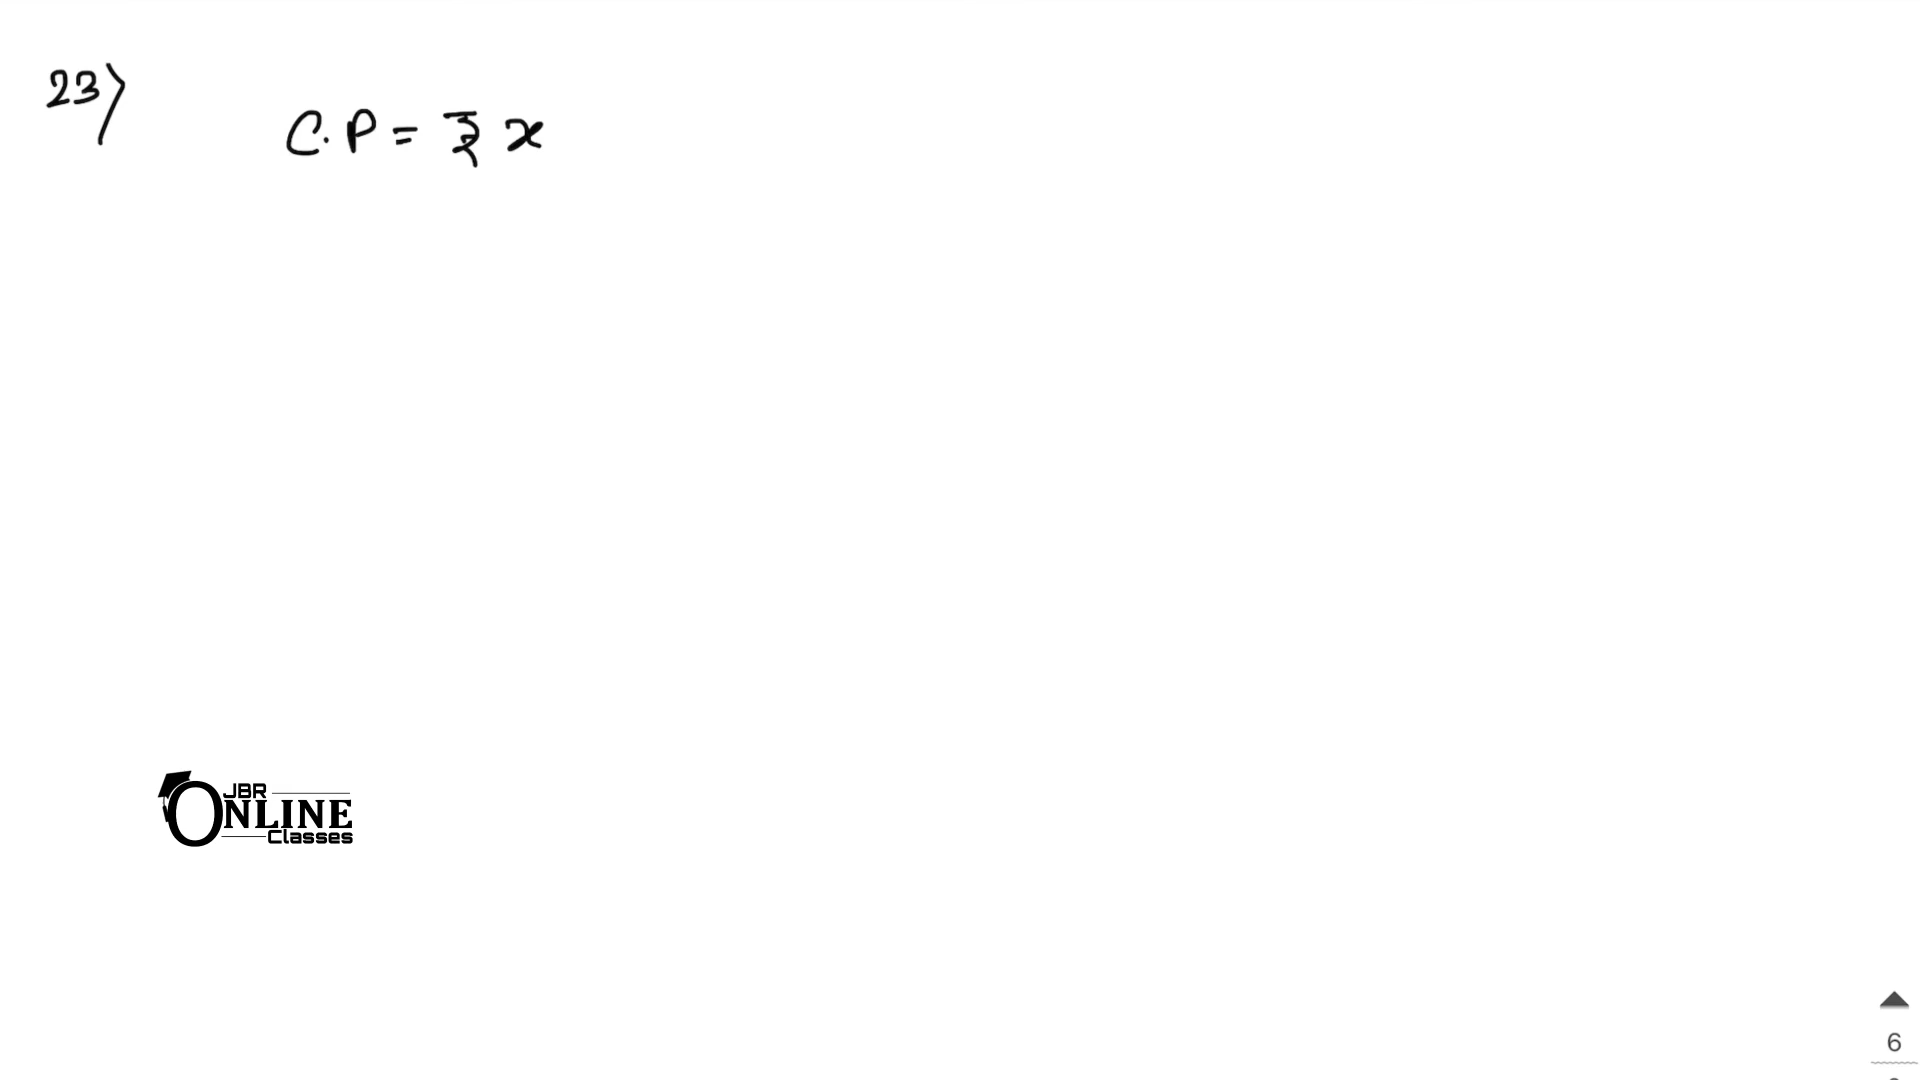 23)
C.P = ₹ x
JBR
ONLINE
Classes
6